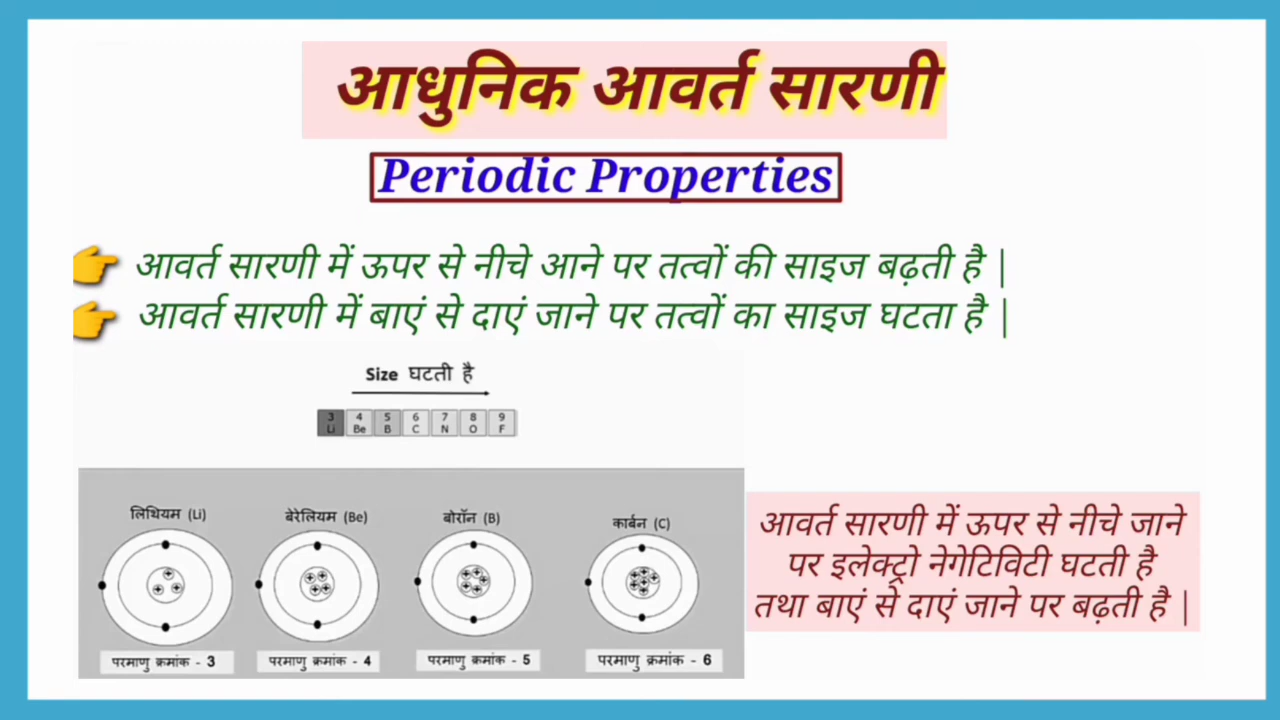 आधुनिक आवर्त सारणी
Periodic Properties
आवर्त सारणी में ऊपर से नीचे आने पर तत्वों की साइज बढ़ती है |
आवर्त सारणी में बाएं से दाएं जाने पर तत्वों का साइज घटता है |
Size घटती है
3 4 5 6 7 8 9
Li Be B C N O F
लिथियम (Li) बेरेलियम (Be) बोरॉन (B) कार्बन (C)
परमाणु क्रमांक - 3 परमाणु क्रमांक - 4 परमाणु क्रमांक - 5 परमाणु क्रमांक - 6
आवर्त सारणी में ऊपर से नीचे जाने
पर इलेक्ट्रो नेगेटिविटी घटती है
तथा बाएं से दाएं जाने पर बढ़ती है |